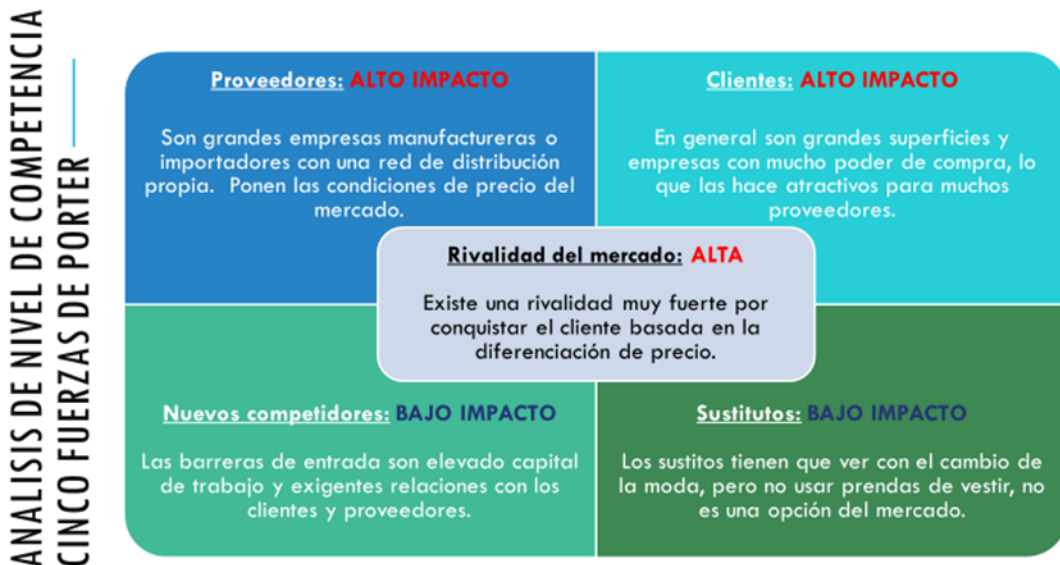 ANALISIS DE NIVEL DE COMPETENCIA
CINCO FUERZAS DE PORTER
Proveedores: ALTO IMPACTO
Son grandes empresas manufactureras o
importadores con una red de distribución
propia. Ponen las condiciones de precio del
mercado.
Clientes: ALTO IMPACTO
En general son grandes superficies y
empresas con mucho poder de compra, lo
que las hace atractivos para muchos
proveedores.
Rivalidad del mercado: ALTA
Existe una rivalidad muy fuerte por
conquistar el cliente basada en la
diferenciación de precio.
Nuevos competidores: BAJO IMPACTO
Las barreras de entrada son elevado capital
de trabajo y exigentes relaciones con los
clientes y proveedores.
Sustitutos: BAJO IMPACTO
Los sustitos tienen que ver con el cambio de
la moda, pero no usar prendas de vestir, no
es una opción del mercado.